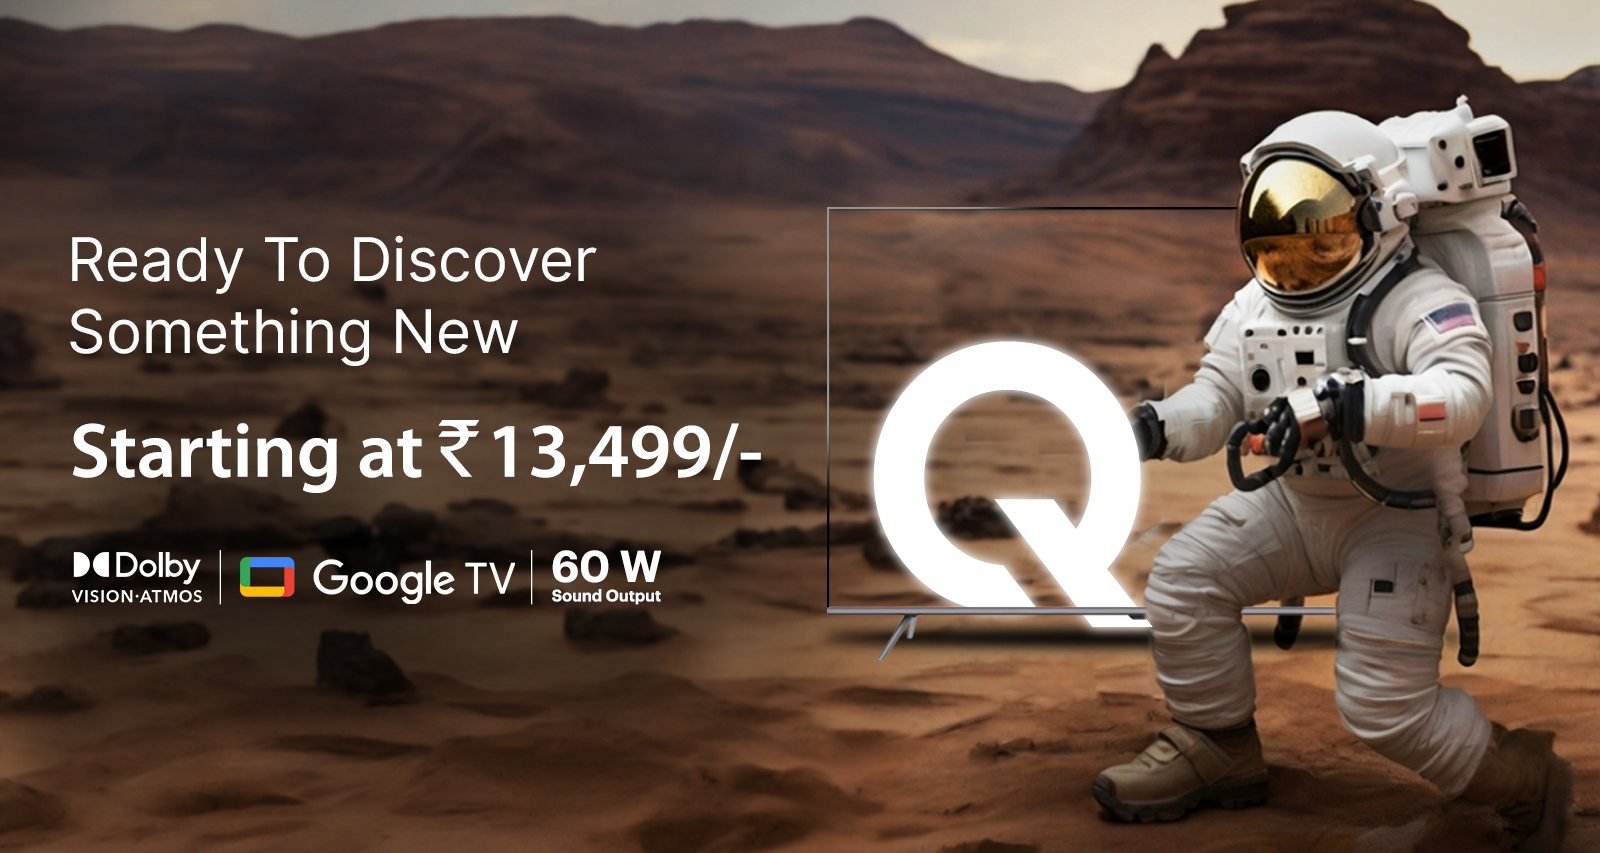 Ready To Discover
Something New
Starting at ₹13,499/-
Dolby
VISION·ATMOS
Google TV
60 W
Sound Output
Q